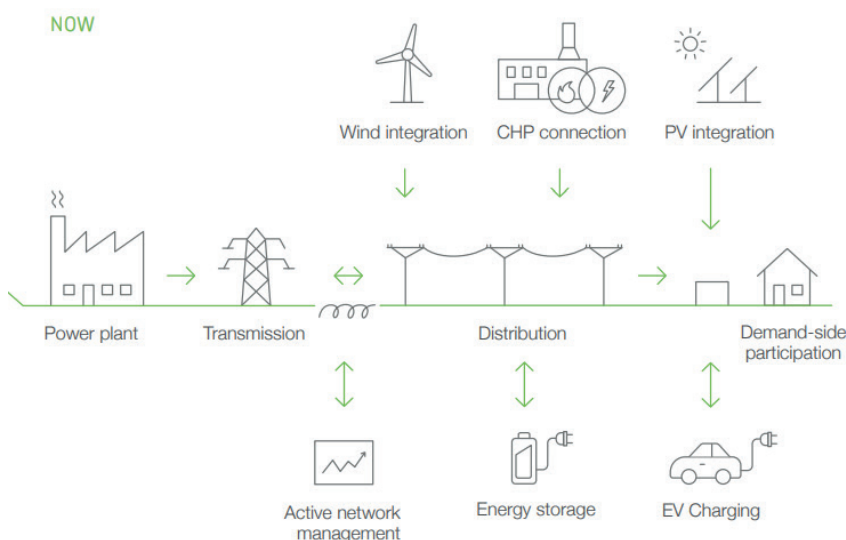 NOW
Wind integration
CHP connection
PV integration
Power plant
Transmission
Distribution
Demand-side
participation
Active network
management
Energy storage
EV Charging